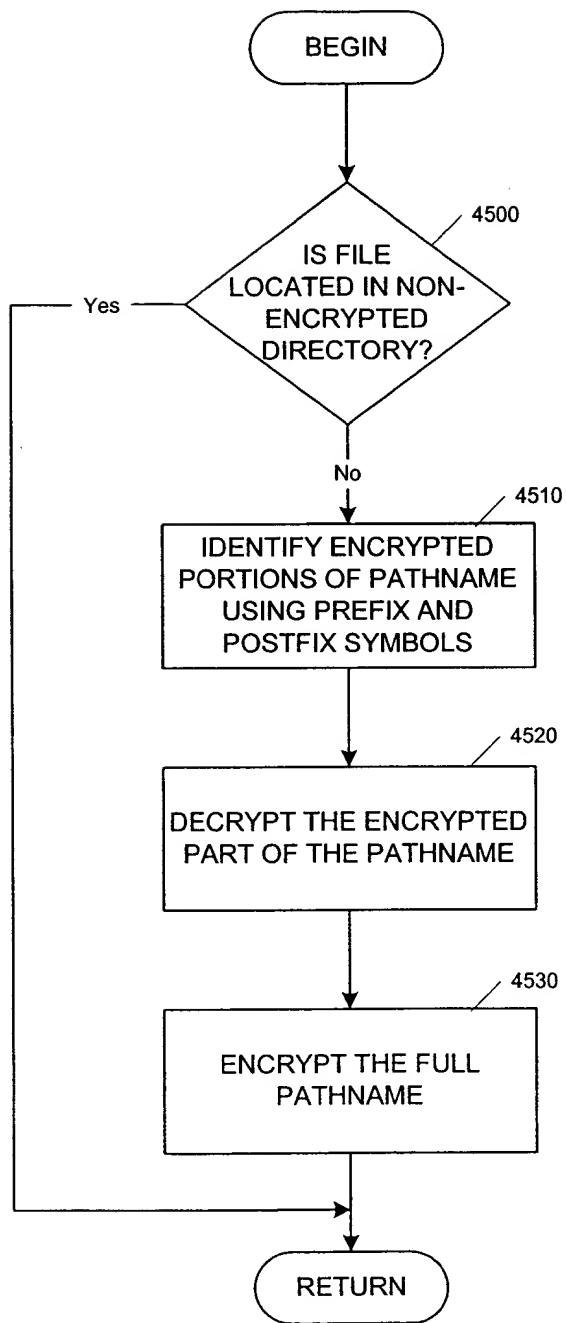 BEGIN
4500
IS FILE
LOCATED IN NON-
ENCRYPTED
DIRECTORY?
Yes
No
4510
IDENTIFY ENCRYPTED
PORTIONS OF PATHNAME
USING PREFIX AND
POSTFIX SYMBOLS
4520
DECRYPT THE ENCRYPTED
PART OF THE PATHNAME
4530
ENCRYPT THE FULL
PATHNAME
RETURN